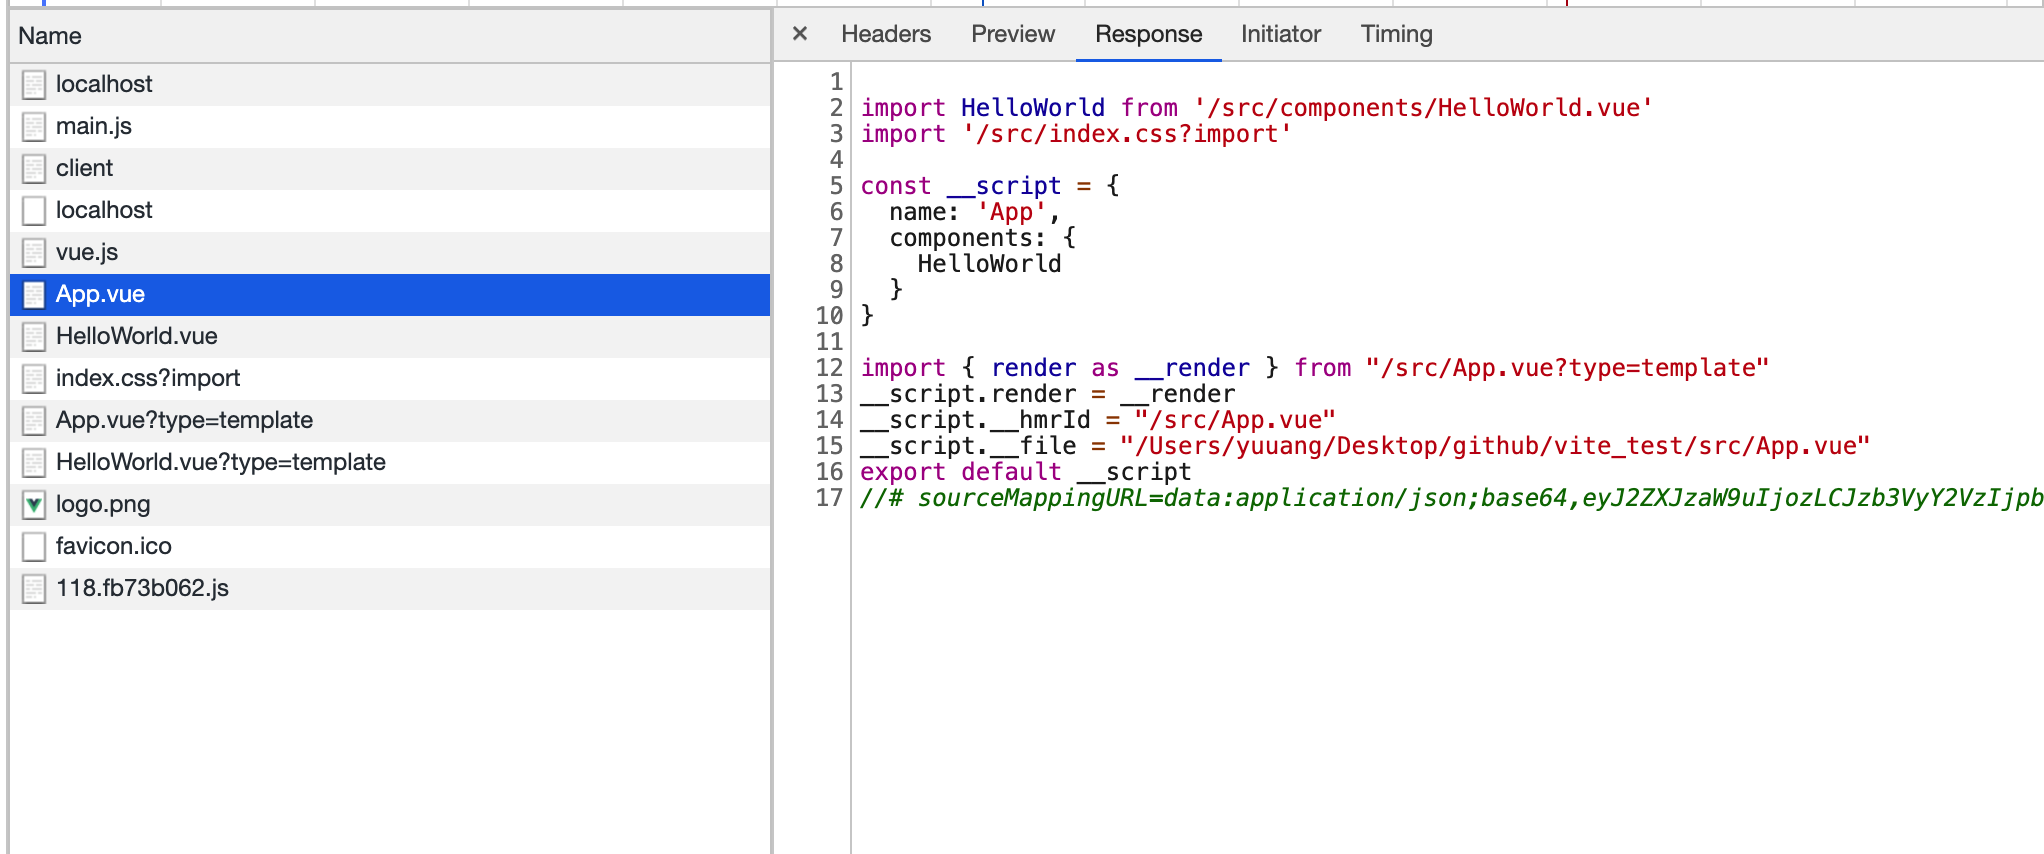 Name
localhost
main.js
client
localhost
vue.js
App.vue
HelloWorld.vue
index.css?import
App.vue?type=template
HelloWorld.vue?type=template
logo.png
favicon.ico
118.fb73b062.js
× Headers Preview Response Initiator Timing
1
2 import HelloWorld from '/src/components/HelloWorld.vue'
3 import '/src/index.css?import'
4
5 const __script = {
6   name: 'App',
7   components: {
8     HelloWorld
9   }
10 }
11
12 import { render as __render } from "/src/App.vue?type=template"
13 __script.render = __render
14 __script.__hmrId = "/src/App.vue"
15 __script.__file = "/Users/yuuang/Desktop/github/vite_test/src/App.vue"
16 export default __script
17 //# sourceMappingURL=data:application/json;base64,eyJ2ZXJzaW9uIjozLCJzb3VyY2VzIjpb